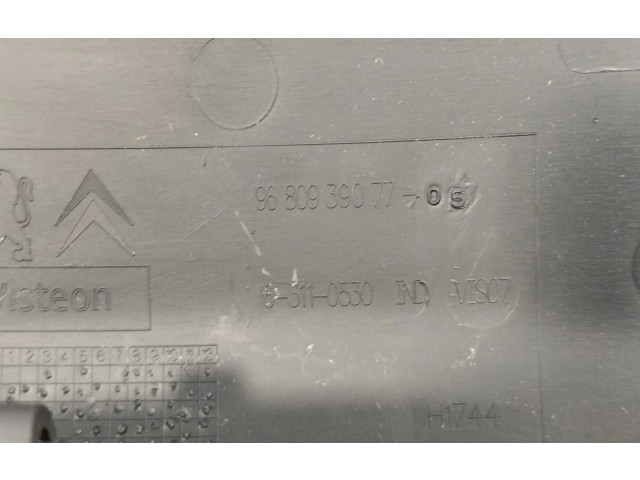 96 809 390 77-05
Visteon
6-311-0530 IND
1 2 3 4 5 6 7 8 9 10 11 12
H1744